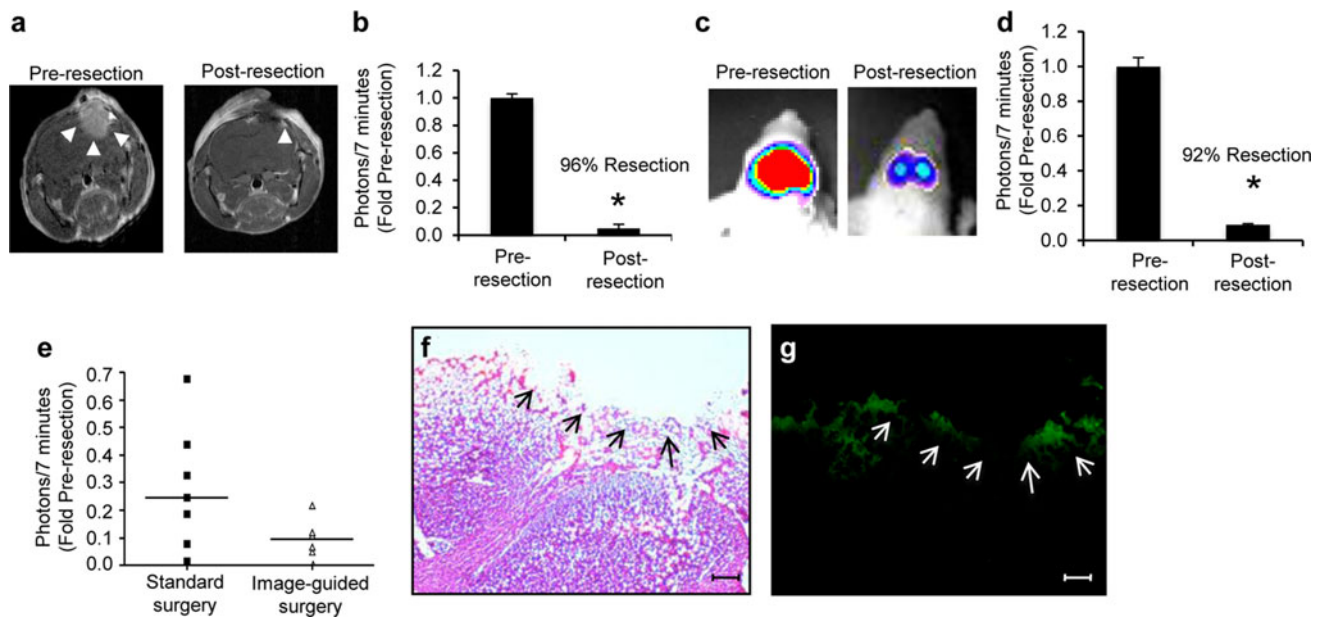 a
Pre-resection
Post-resection
b
Photons/7 minutes
(Fold Pre-resection)
1.2
1.0
0.8
0.6
0.4
0.2
0.0
96% Resection
*
Pre-
resection
Post-
resection
c
Pre-resection
Post-resection
d
Photons/7 minutes
(Fold Pre-resection)
1.2
1.0
0.8
0.6
0.4
0.2
0.0
92% Resection
*
Pre-
resection
Post-
resection
e
Photons/7 minutes
(Fold Pre-resection)
0.7
0.6
0.5
0.4
0.3
0.2
0.1
0.0
Standard
surgery
Image-guided
surgery
f
g